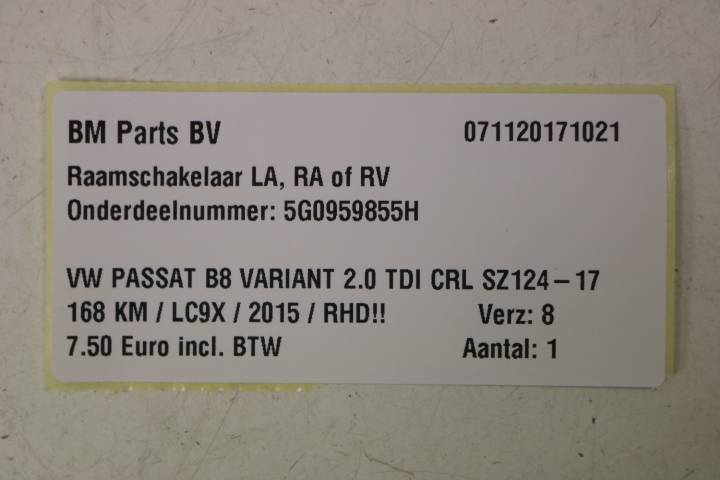 BM Parts BV 071120171021
Raamschakelaar LA, RA of RV
Onderdeelnummer: 5G0959855H
VW PASSAT B8 VARIANT 2.0 TDI CRL SZ124-17
168 KM / LC9X / 2015 / RHD!! Verz: 8
7.50 Euro incl. BTW Aantal: 1